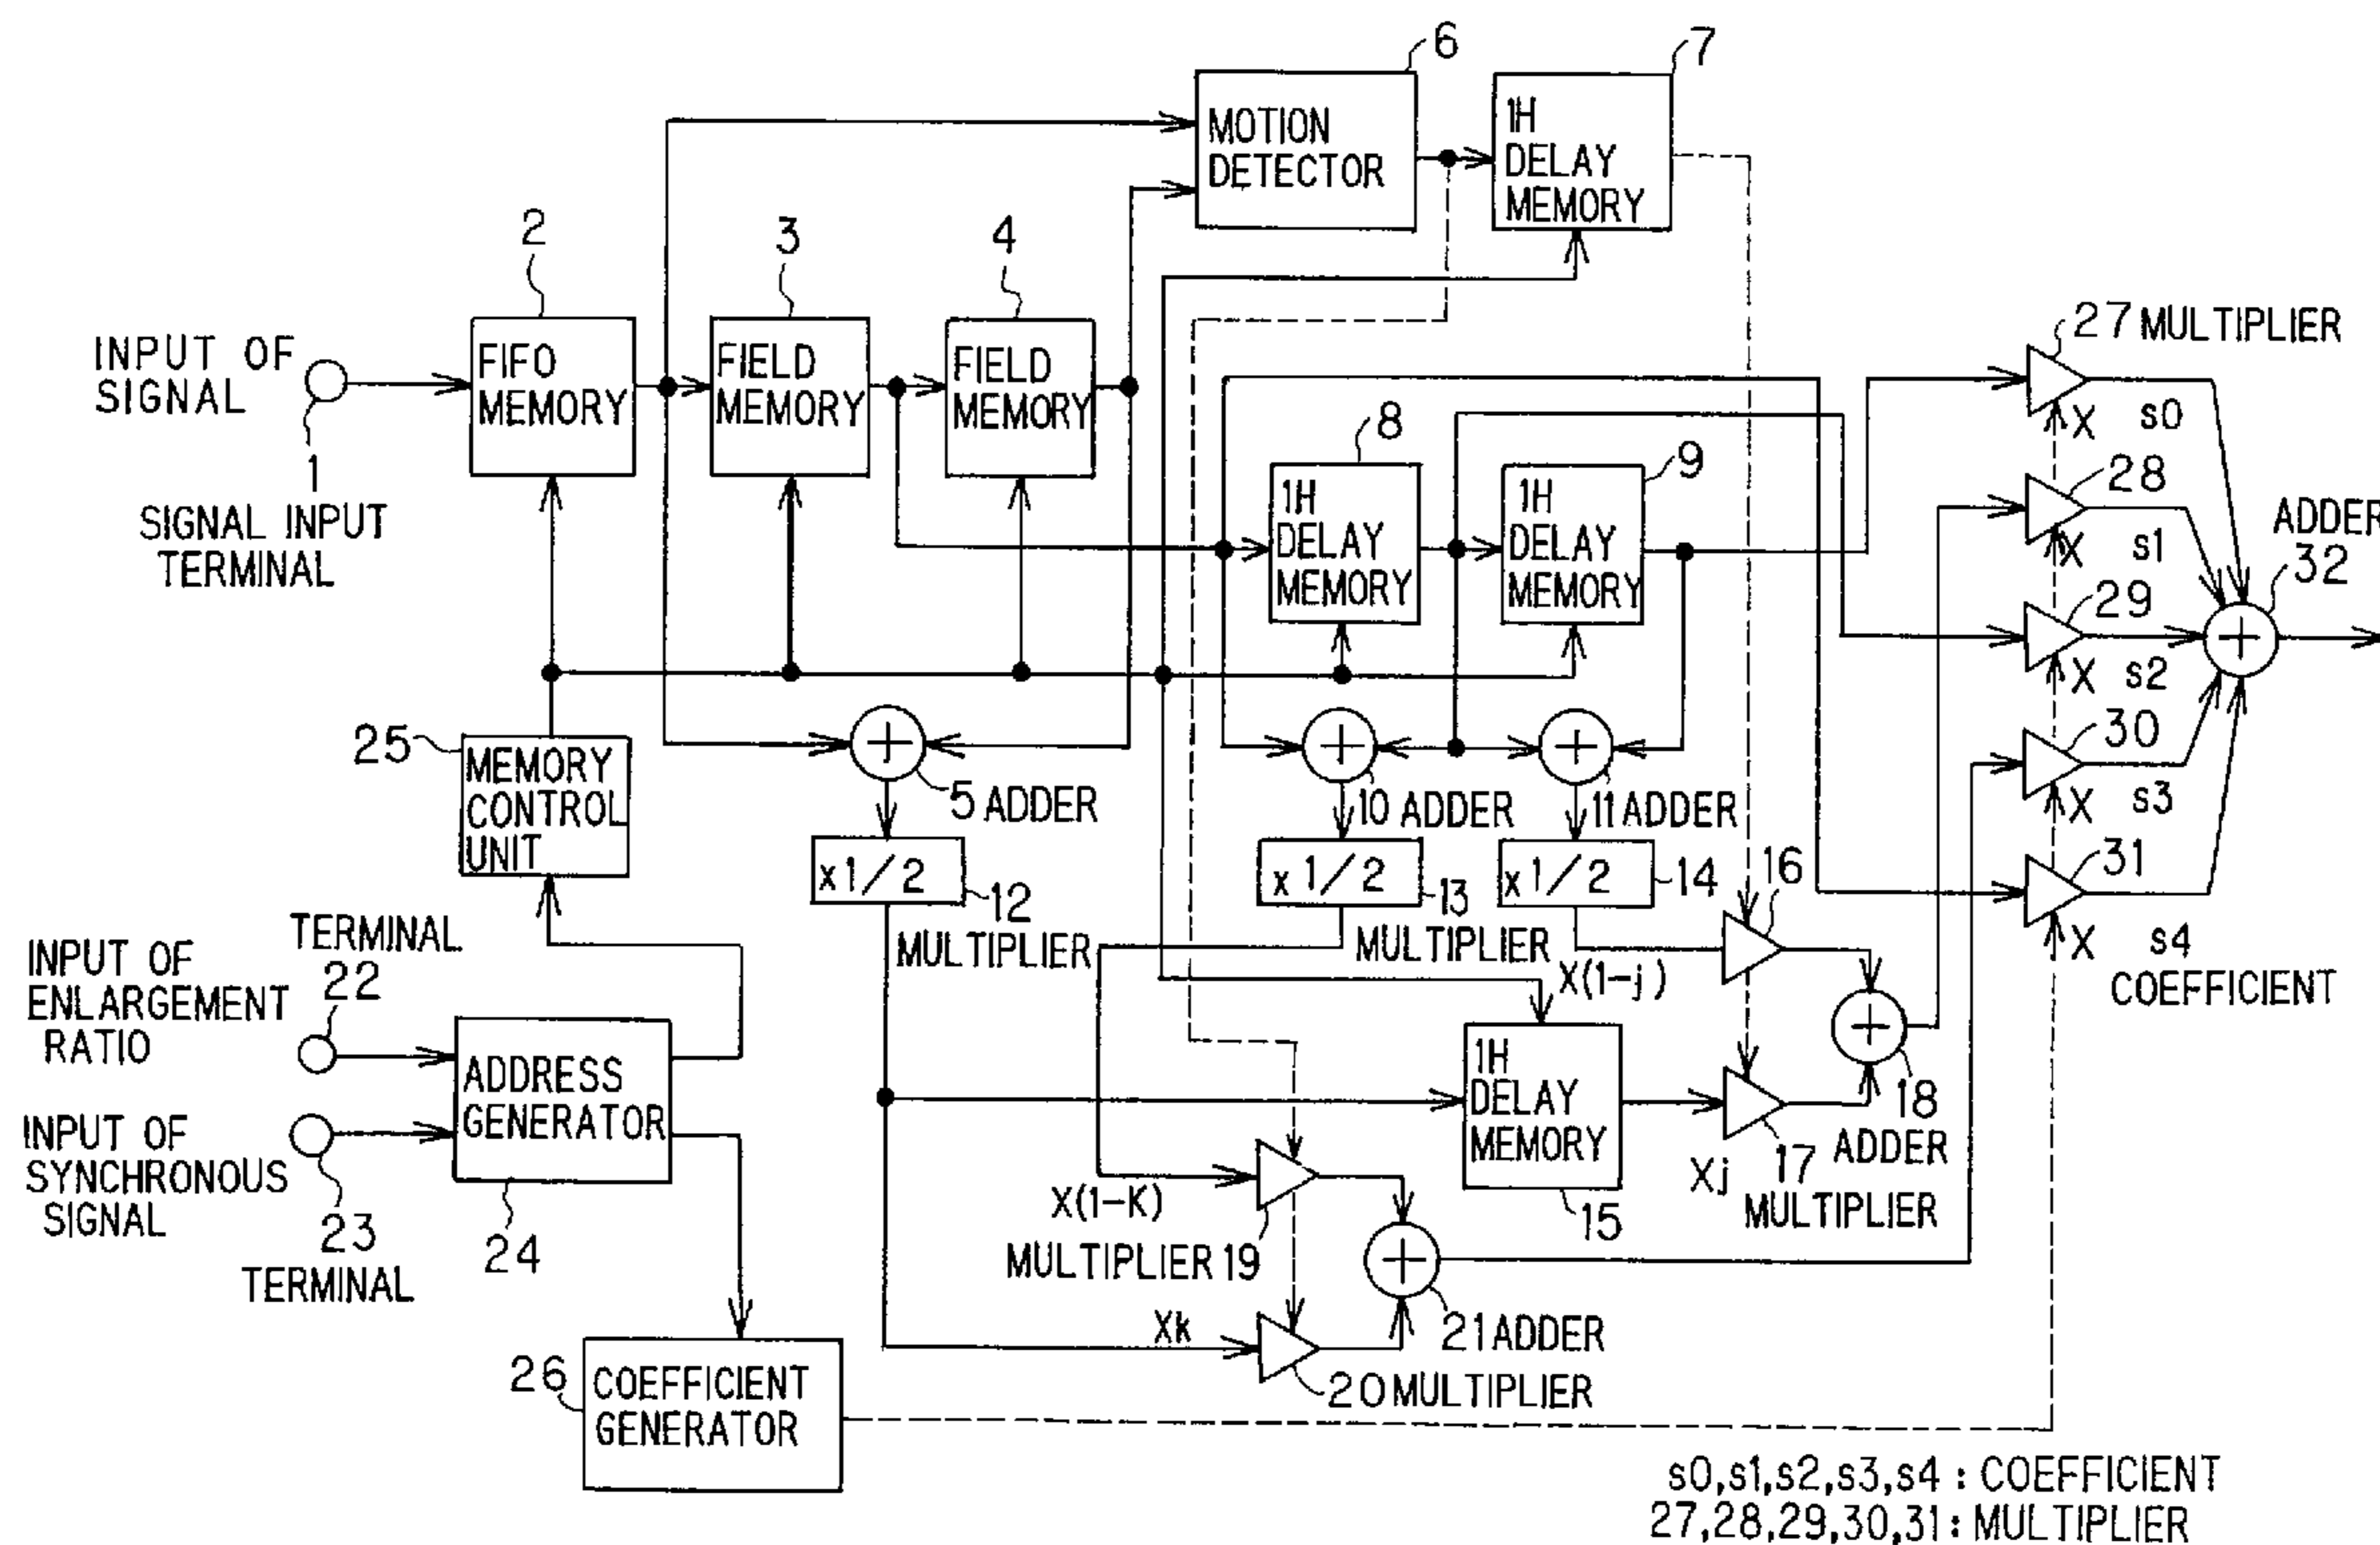 6
7
MOTION
DETECTOR
1H
DELAY
MEMORY
2
3
4
INPUT OF
SIGNAL
1
SIGNAL INPUT
TERMINAL
FIFO
MEMORY
FIELD
MEMORY
FIELD
MEMORY
8
1H
DELAY
MEMORY
9
1H
DELAY
MEMORY
27 MULTIPLIER
X s0
28
X s1
ADDER
32
29
X s2
30
X s3
31
X s4
COEFFICIENT
25
MEMORY
CONTROL
UNIT
5 ADDER
10 ADDER
11 ADDER
x1/2
12
MULTIPLIER
x 1/2
13
MULTIPLIER
x1/2
14
16
X(1-j)
TERMINAL
22
INPUT OF
ENLARGEMENT
RATIO
INPUT OF
SYNCHRONOUS
SIGNAL
23
TERMINAL
ADDRESS
GENERATOR
24
1H
DELAY
MEMORY
15
Xj
17
MULTIPLIER
18
ADDER
X(1-K)
MULTIPLIER 19
Xk
20 MULTIPLIER
21 ADDER
26
COEFFICIENT
GENERATOR
s0,s1,s2,s3,s4 : COEFFICIENT
27,28,29,30,31 : MULTIPLIER